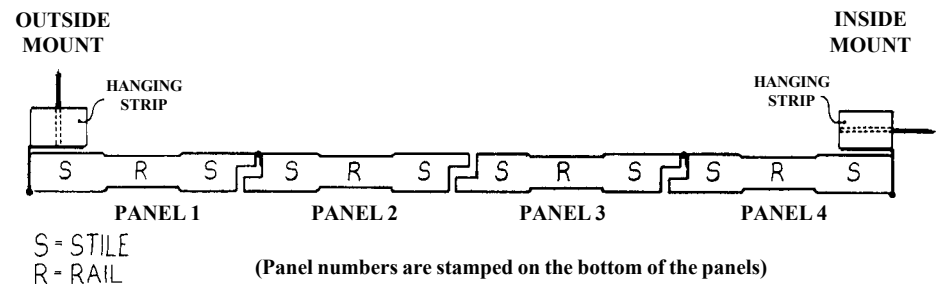 OUTSIDE
MOUNT
INSIDE
MOUNT
HANGING
STRIP
HANGING
STRIP
S R S S R S S R S S R S
PANEL 1 PANEL 2 PANEL 3 PANEL 4
S = STILE
R = RAIL
(Panel numbers are stamped on the bottom of the panels)